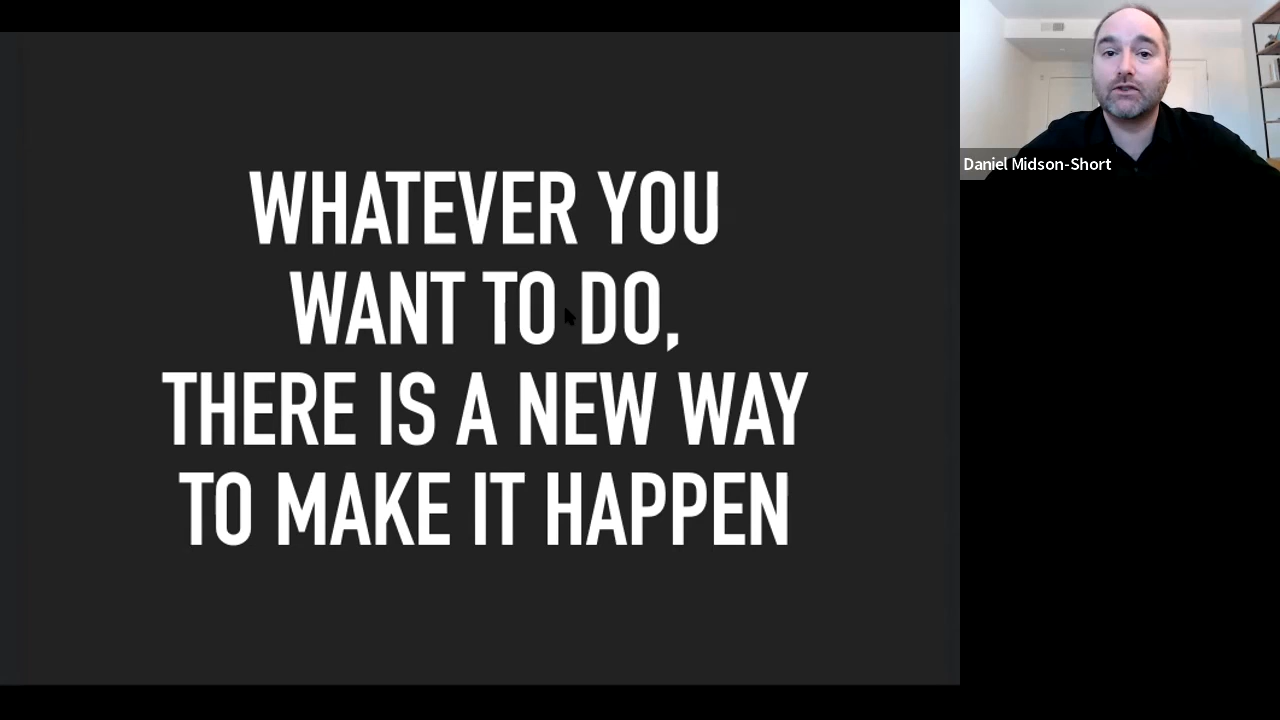 WHATEVER YOU
WANT TO DO,
THERE IS A NEW WAY
TO MAKE IT HAPPEN
Daniel Midson-Short